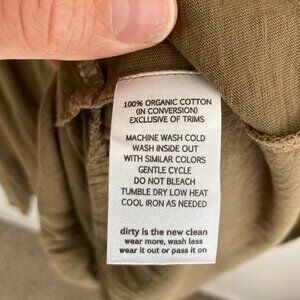 100% ORGANIC COTTON
(IN CONVERSION)
EXCLUSIVE OF TRIMS
MACHINE WASH COLD
WASH INSIDE OUT
WITH SIMILAR COLORS
GENTLE CYCLE
DO NOT BLEACH
TUMBLE DRY LOW HEAT
COOL IRON AS NEEDED
dirty is the new clean
wear more, wash less
wear it out or pass it on